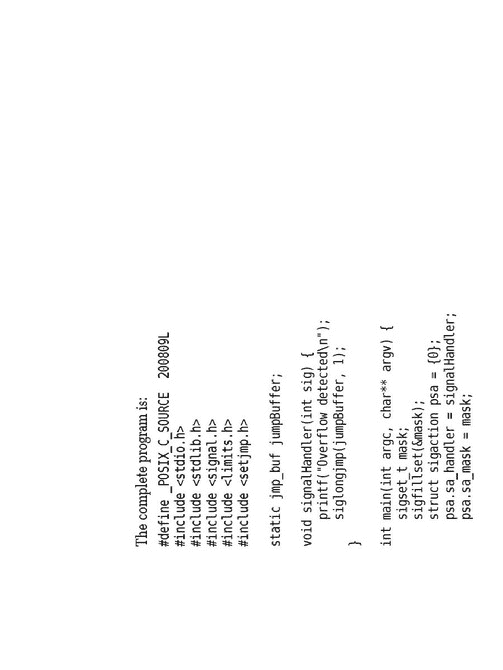 The complete program is:
#define _POSIX_C_SOURCE  200809L
#include <stdio.h>
#include <stdlib.h>
#include <signal.h>
#include <limits.h>
#include <setjmp.h>

static jmp_buf jumpBuffer;

void signalHandler(int sig) {
    printf("Overflow detected\n");
    siglongjmp(jumpBuffer, 1);
}

int main(int argc, char** argv) {
    sigset_t mask;
    sigfillset(&mask);
    struct sigaction psa = {0};
    psa.sa_handler = signalHandler;
    psa.sa_mask = mask;